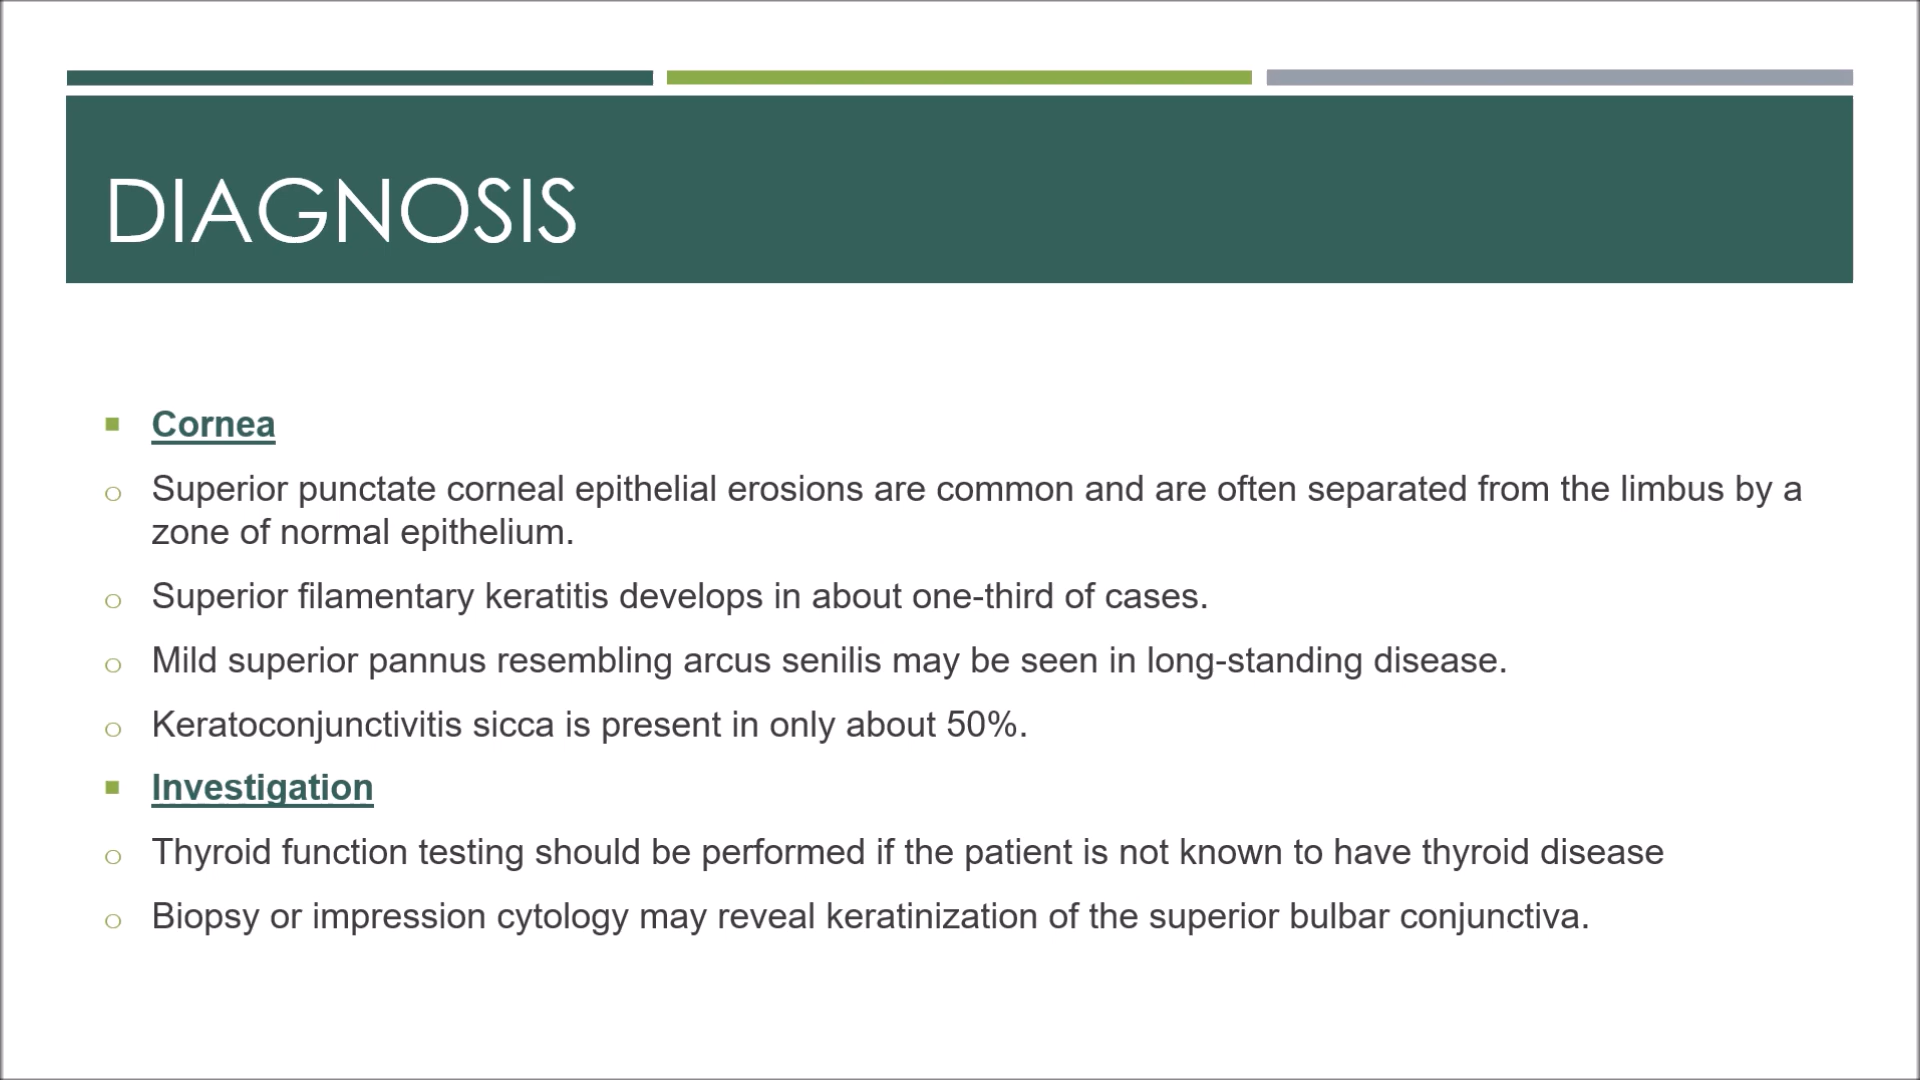 DIAGNOSIS
Cornea
Superior punctate corneal epithelial erosions are common and are often separated from the limbus by a
zone of normal epithelium.
Superior filamentary keratitis develops in about one-third of cases.
Mild superior pannus resembling arcus senilis may be seen in long-standing disease.
Keratoconjunctivitis sicca is present in only about 50%.
Investigation
Thyroid function testing should be performed if the patient is not known to have thyroid disease
Biopsy or impression cytology may reveal keratinization of the superior bulbar conjunctiva.